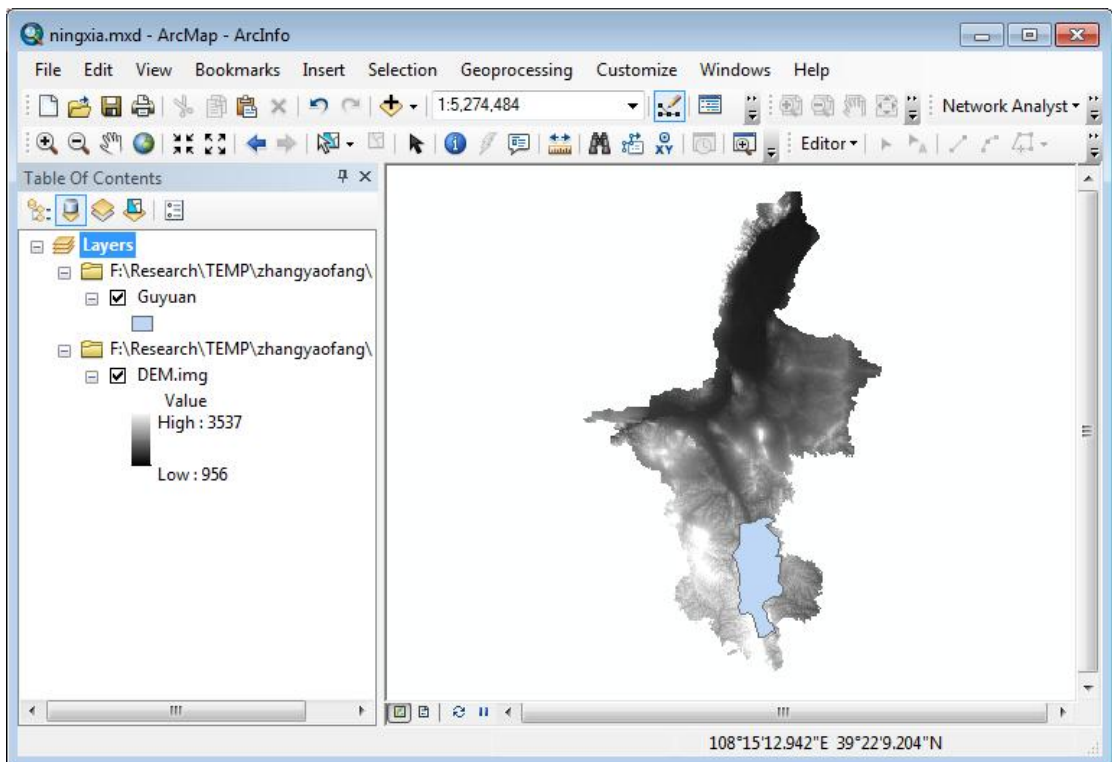 ningxia.mxd - ArcMap - ArcInfo
File Edit View Bookmarks Insert Selection Geoprocessing Customize Windows Help
1:5,274,484 Network Analyst
XY Editor
Table Of Contents
Layers
F:\Research\TEMP\zhangyaofang\
Guyuan
F:\Research\TEMP\zhangyaofang\
DEM.img
Value
High : 3537
Low : 956
108°15'12.942"E 39°22'9.204"N